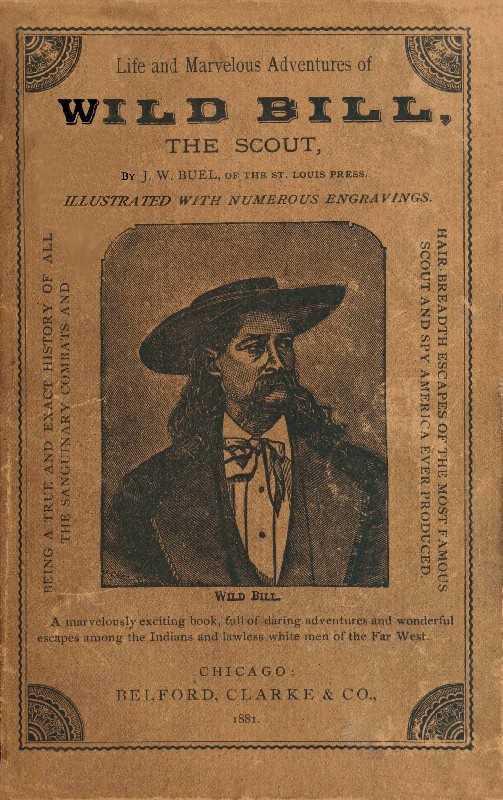 Life and Marvelous Adventures of
WILD BILL,
THE SCOUT,
BY J. W. BUEL, OF THE ST. LOUIS PRESS.
ILLUSTRATED WITH NUMEROUS ENGRAVINGS.
BEING A TRUE AND EXACT HISTORY OF ALL
THE SANGUINARY COMBATS AND
HAIR-BREADTH ESCAPES OF THE MOST FAMOUS
SCOUT AND SPY AMERICA EVER PRODUCED.
WILD BILL.
A marvelously exciting book, full of daring adventures and wonderful
escapes among the Indians and lawless white men of the Far West.
CHICAGO:
BELFORD, CLARKE & CO.,
1881.